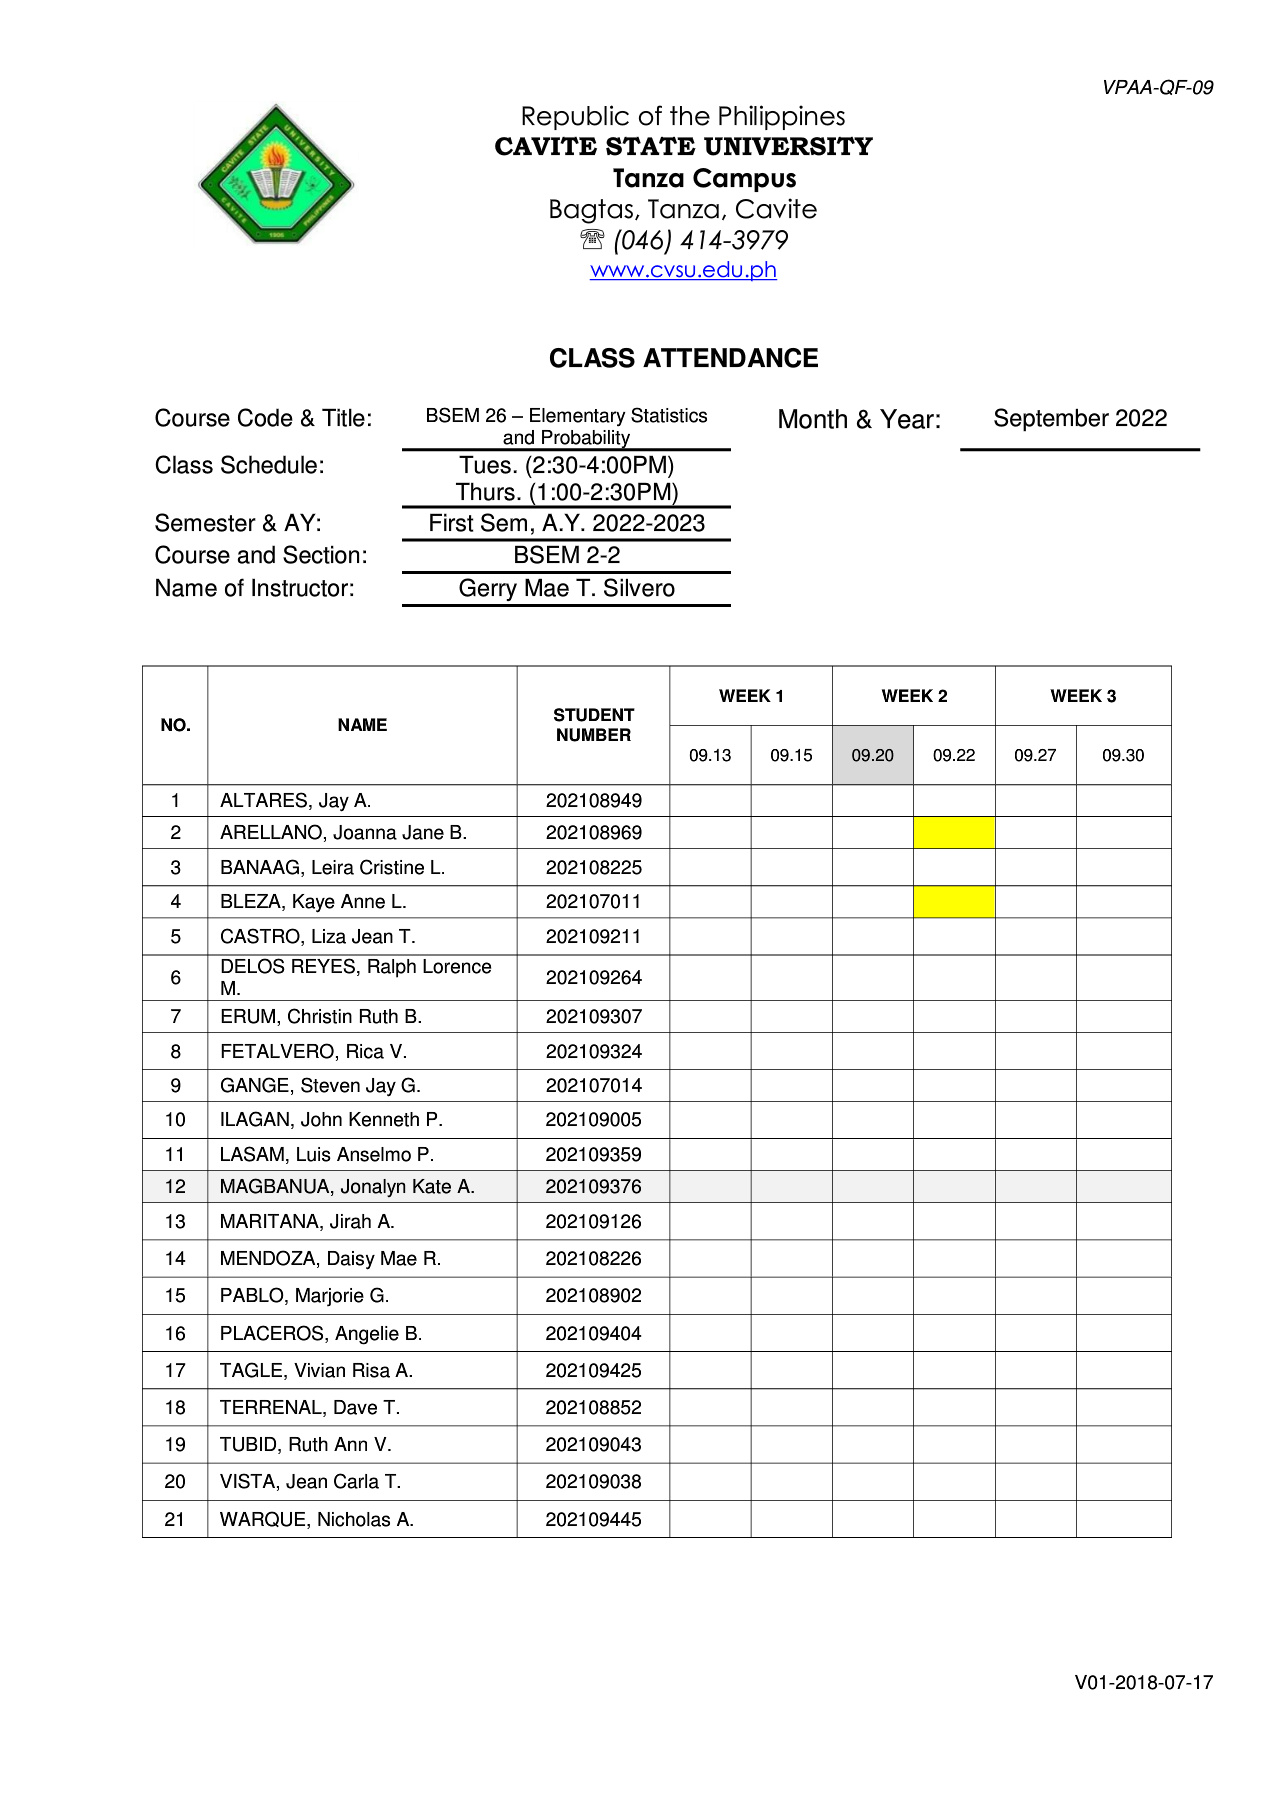 VPAA-QF-09
CAVITE STATE UNIVERSITY
CAVITE
PHILIPPINES
1906
Republic of the Philippines
CAVITE STATE UNIVERSITY
Tanza Campus
Bagtas, Tanza, Cavite
☏ (046) 414-3979
www.cvsu.edu.ph
CLASS ATTENDANCE
Course Code & Title: BSEM 26 – Elementary Statistics Month & Year: September 2022
and Probability
Class Schedule: Tues. (2:30-4:00PM)
Thurs. (1:00-2:30PM)
Semester & AY: First Sem, A.Y. 2022-2023
Course and Section: BSEM 2-2
Name of Instructor: Gerry Mae T. Silvero
NO. NAME STUDENT NUMBER WEEK 1 WEEK 2 WEEK 3
09.13 09.15 09.20 09.22 09.27 09.30
1 ALTARES, Jay A. 202108949
2 ARELLANO, Joanna Jane B. 202108969
3 BANAAG, Leira Cristine L. 202108225
4 BLEZA, Kaye Anne L. 202107011
5 CASTRO, Liza Jean T. 202109211
6 DELOS REYES, Ralph Lorence M. 202109264
7 ERUM, Christin Ruth B. 202109307
8 FETALVERO, Rica V. 202109324
9 GANGE, Steven Jay G. 202107014
10 ILAGAN, John Kenneth P. 202109005
11 LASAM, Luis Anselmo P. 202109359
12 MAGBANUA, Jonalyn Kate A. 202109376
13 MARITANA, Jirah A. 202109126
14 MENDOZA, Daisy Mae R. 202108226
15 PABLO, Marjorie G. 202108902
16 PLACEROS, Angelie B. 202109404
17 TAGLE, Vivian Risa A. 202109425
18 TERRENAL, Dave T. 202108852
19 TUBID, Ruth Ann V. 202109043
20 VISTA, Jean Carla T. 202109038
21 WARQUE, Nicholas A. 202109445
V01-2018-07-17